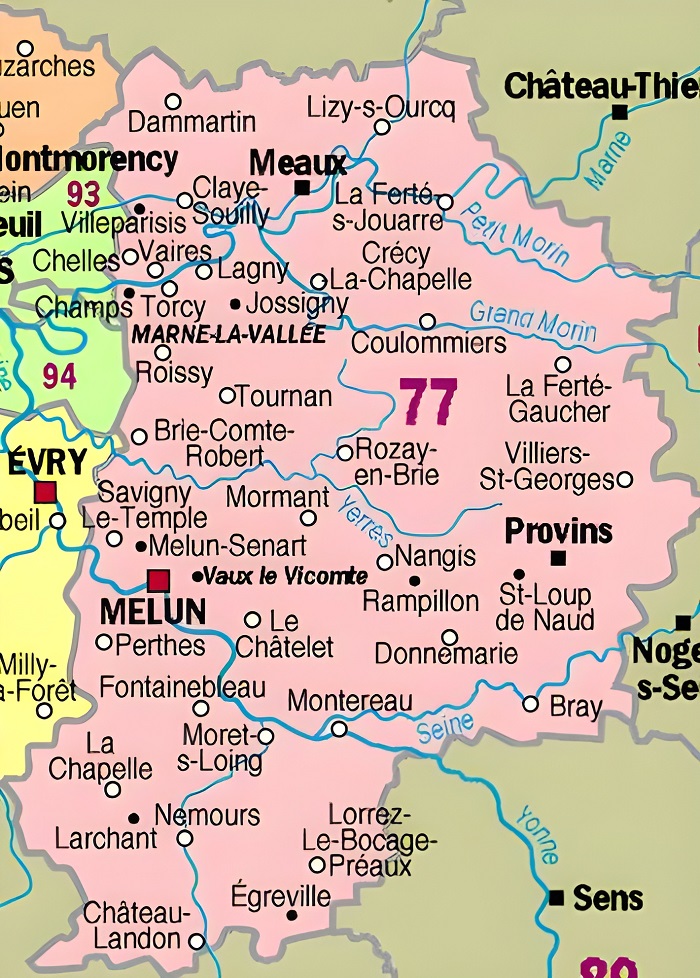 uzarches
Château-Thie
uen
Dammartin
Lizy-s-Ourcq
Marne
Montmorency
Meaux
ein
93
Claye-
Souilly
La Ferté-
s-Jouarre
Petit Morin
euil
Villeparisis
S
Chelles
Vaires
Lagny
Crécy
La-Chapelle
Champs
Torcy
Jossigny
Grand Morin
MARNE-LA-VALLÉE
Coulommiers
94
Roissy
Tournan
77
La Ferté-
Gaucher
Brie-Comte-
Robert
Rozay-
en-Brie
Villiers-
St-Georges
ÉVRY
Savigny
Le-Temple
Mormant
Yerres
beil
Provins
Melun-Senart
Nangis
Vaux le Vicomte
Rampillon
St-Loup
de Naud
MELUN
Le
Châtelet
Perthes
Donnemarie
Noge
s-Se
Milly-
a-Forêt
Fontainebleau
Montereau
Bray
Seine
Moret-
s-Loing
La
Chapelle
Nemours
Larchant
Lorrez-
Le-Bocage-
Préaux
Yonne
Égreville
Sens
Château-
Landon
89